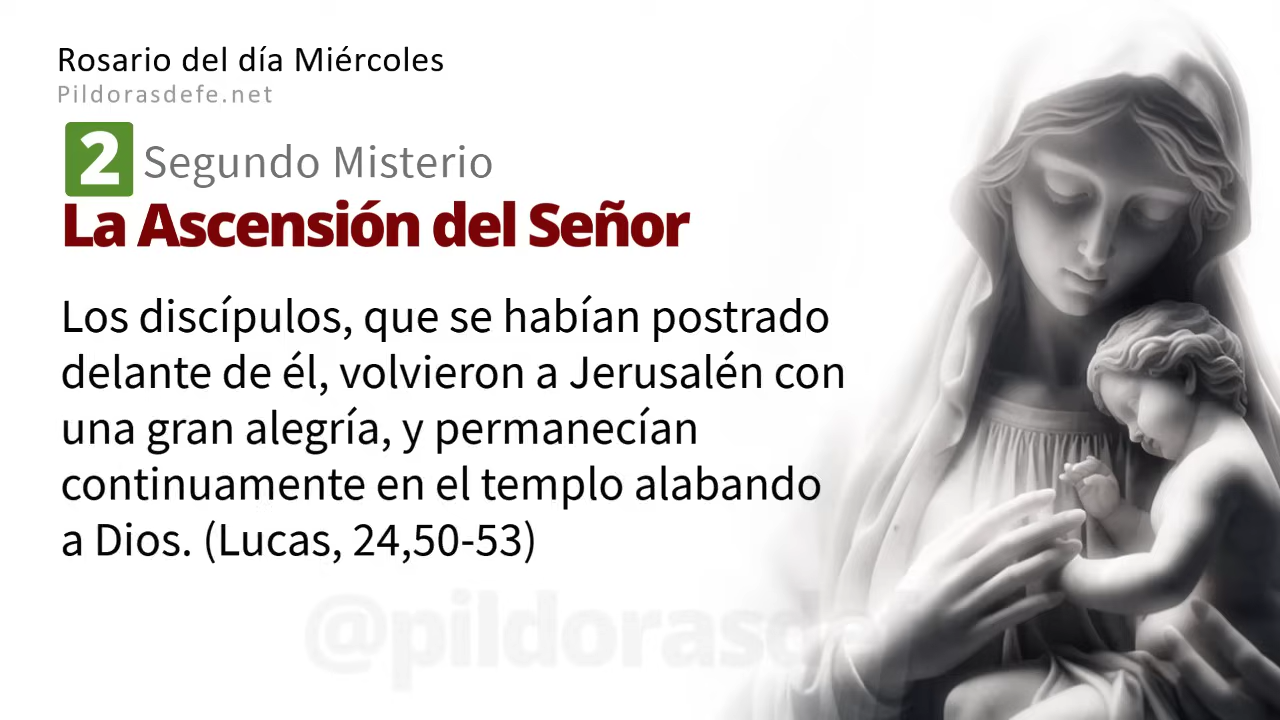 Rosario del día Miércoles
Pildorasdefe.net
2 Segundo Misterio
La Ascensión del Señor
Los discípulos, que se habían postrado
delante de él, volvieron a Jerusalén con
una gran alegría, y permanecían
continuamente en el templo alabando
a Dios. (Lucas, 24,50-53)
@pildorasdefe